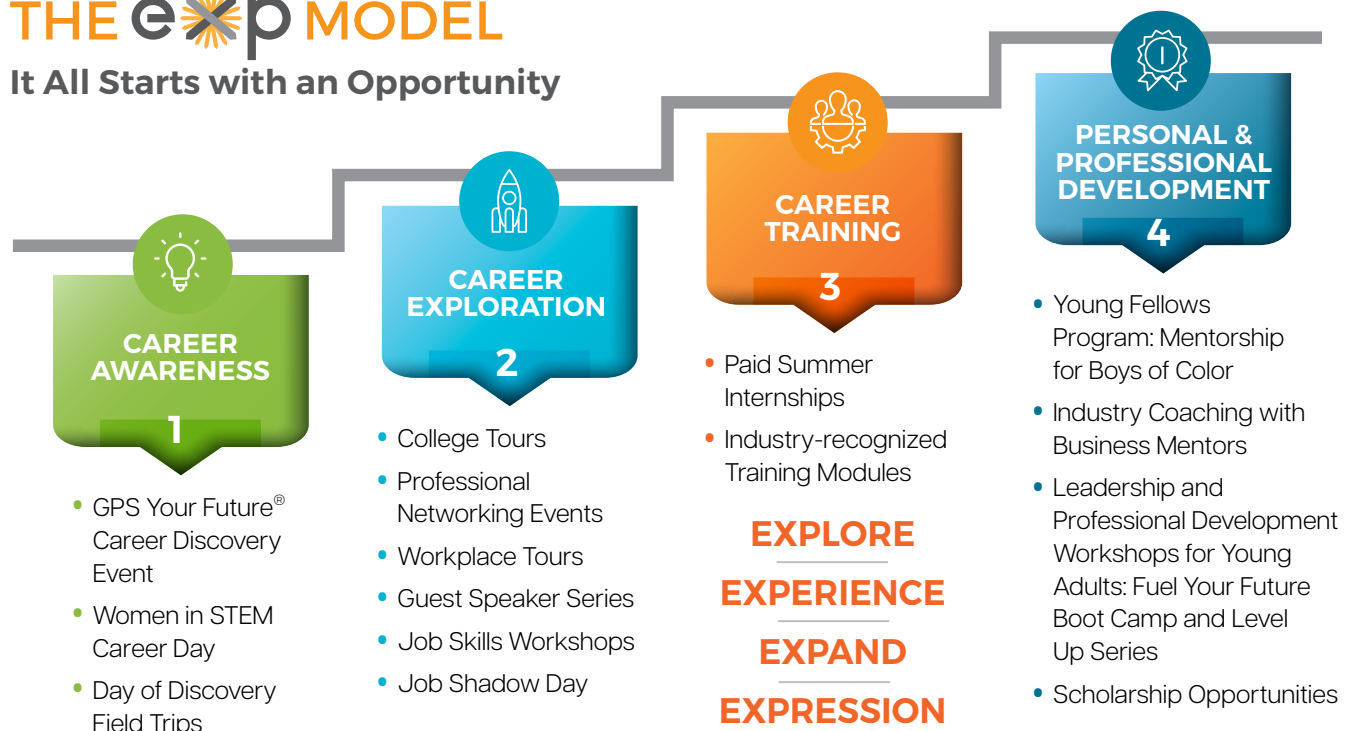 THE exp MODEL
It All Starts with an Opportunity
CAREER
AWARENESS
1
• GPS Your Future®
Career Discovery
Event
• Women in STEM
Career Day
• Day of Discovery
Field Trips
CAREER
EXPLORATION
2
• College Tours
• Professional
Networking Events
• Workplace Tours
• Guest Speaker Series
• Job Skills Workshops
• Job Shadow Day
CAREER
TRAINING
3
• Paid Summer
Internships
• Industry-recognized
Training Modules
EXPLORE
EXPERIENCE
EXPAND
EXPRESSION
PERSONAL &
PROFESSIONAL
DEVELOPMENT
4
• Young Fellows
Program: Mentorship
for Boys of Color
• Industry Coaching with
Business Mentors
• Leadership and
Professional Development
Workshops for Young
Adults: Fuel Your Future
Boot Camp and Level
Up Series
• Scholarship Opportunities